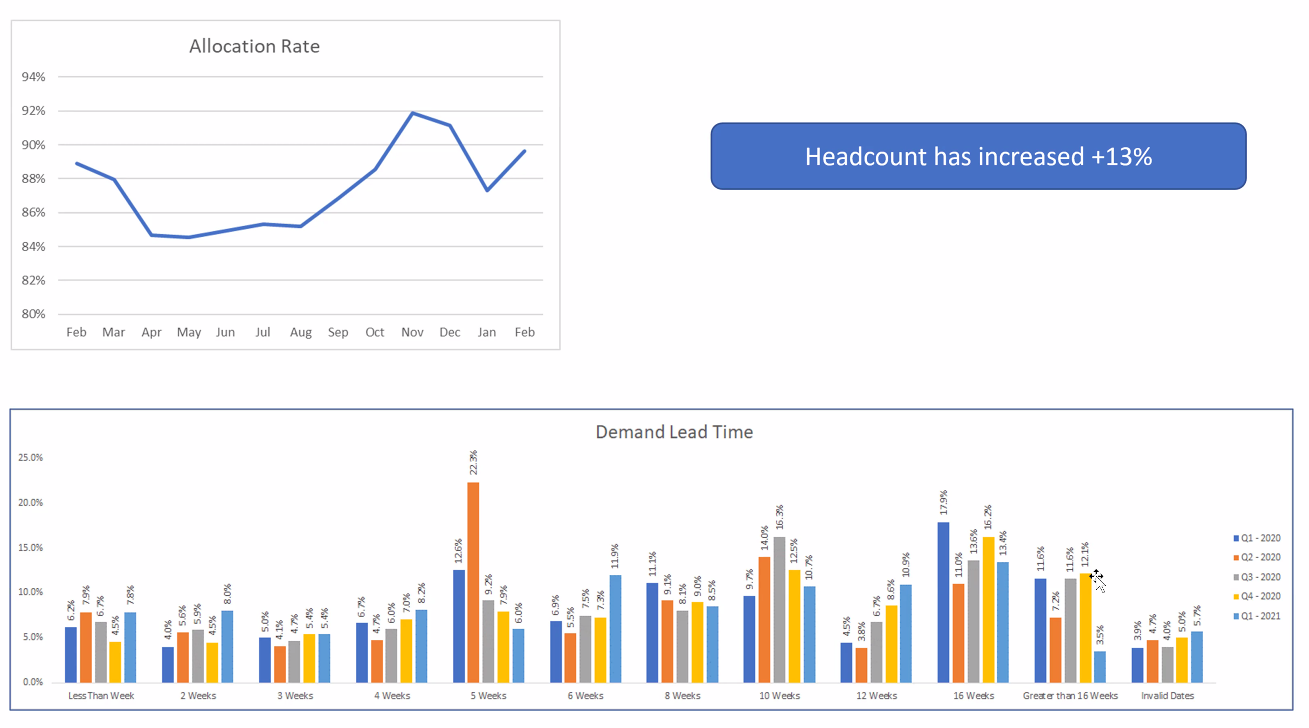 Allocation Rate
94%
92%
90%
88%
86%
84%
82%
80%
Feb Mar Apr May Jun Jul Aug Sep Oct Nov Dec Jan Feb
Headcount has increased +13%
Demand Lead Time
25.0%
20.0%
15.0%
10.0%
5.0%
0.0%
6.2% 7.9% 6.7% 4.5% 7.8%
4.0% 5.6% 5.9% 4.5% 8.0%
5.0% 4.1% 4.7% 5.4% 5.4%
6.7% 4.7% 6.0% 7.0% 8.2%
12.6% 22.3% 9.2% 7.9% 6.0%
6.9% 5.5% 7.5% 7.3% 11.9%
11.1% 9.1% 8.1% 9.0% 8.5%
9.7% 14.0% 16.3% 12.5% 10.7%
4.5% 3.8% 6.7% 8.6% 10.9%
17.9% 11.0% 13.6% 16.2% 13.4%
11.6% 7.2% 11.6% 12.1% 3.5%
3.9% 4.7% 4.0% 5.0% 5.7%
Less Than Week 2 Weeks 3 Weeks 4 Weeks 5 Weeks 6 Weeks 8 Weeks 10 Weeks 12 Weeks 16 Weeks Greater than 16 Weeks Invalid Dates
Q1 - 2020
Q2 - 2020
Q3 - 2020
Q4 - 2020
Q1 - 2021